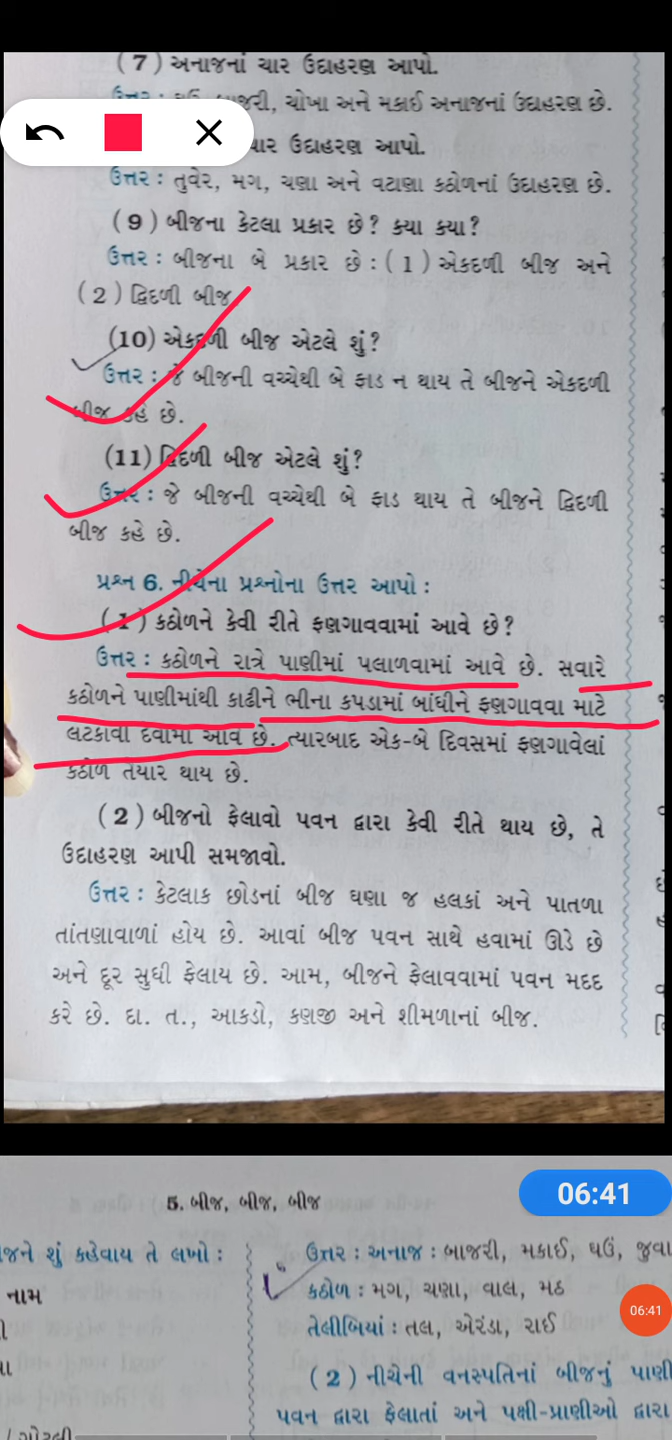 (7) અનાજનાં ચાર ઉદાહરણ આપો.
ઉત્તર : ઘઉં, બાજરી, ચોખા અને મકાઈ અનાજનાં ઉદાહરણ છે.
ચાર ઉદાહરણ આપો.
ઉત્તર : તુવેર, મગ, ચણા અને વટાણા કઠોળનાં ઉદાહરણ છે.
(9) બીજના કેટલા પ્રકાર છે? ક્યા ક્યા?
ઉત્તર : બીજના બે પ્રકાર છે : (1) એકદળી બીજ અને
(2) દ્વિદળી બીજ
(10) એકદળી બીજ એટલે શું?
ઉત્તર : જે બીજની વચ્ચેથી બે ફાડ ન થાય તે બીજને એકદળી
બીજ કહે છે.
(11) દ્વિદળી બીજ એટલે શું?
ઉત્તર : જે બીજની વચ્ચેથી બે ફાડ થાય તે બીજને દ્વિદળી
બીજ કહે છે.
પ્રશ્ન 6. નીચેના પ્રશ્નોના ઉત્તર આપો :
(1) કઠોળને કેવી રીતે ફણગાવવામાં આવે છે?
ઉત્તર : કઠોળને રાત્રે પાણીમાં પલાળવામાં આવે છે. સવારે
કઠોળને પાણીમાંથી કાઢીને ભીના કપડામાં બાંધીને ફણગાવવા માટે
લટકાવી દેવામાં આવે છે. ત્યારબાદ એક-બે દિવસમાં ફણગાવેલાં
કઠોળ તૈયાર થાય છે.
(2) બીજનો ફેલાવો પવન દ્વારા કેવી રીતે થાય છે, તે
ઉદાહરણ આપી સમજાવો.
ઉત્તર : કેટલાક છોડનાં બીજ ઘણા જ હલકાં અને પાતળા
તાંતણાવાળાં હોય છે. આવાં બીજ પવન સાથે હવામાં ઊડે છે
અને દૂર સુધી ફેલાય છે. આમ, બીજને ફેલાવવામાં પવન મદદ
કરે છે. દા. ત., આકડો, કણજી અને શીમળાનાં બીજ.
06:41
5. બીજ, બીજ, બીજ
જને શું કહેવાય તે લખો :
નામ
ઉત્તર : અનાજ : બાજરી, મકાઈ, ઘઉં, જુવા
કઠોળ : મગ, ચણા, વાલ, મઠ
06:41
તેલીબિયાં : તલ, એરંડા, રાઈ
(2) નીચેની વનસ્પતિનાં બીજનું પાણી
પવન દ્વારા ફેલાતાં અને પક્ષી-પ્રાણીઓ દ્વારા